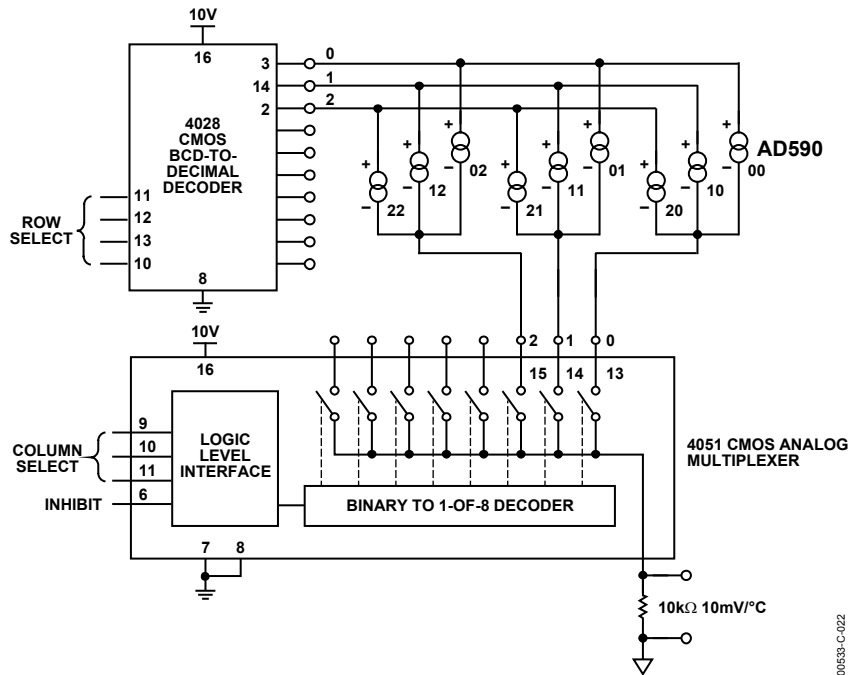 10V
16
3
0
14
1
2
2
4028
CMOS
BCD-TO-
DECIMAL
DECODER
ROW
SELECT
11
12
13
10
8
+
–
22
+
–
12
+
–
02
+
–
21
+
–
11
+
–
01
+
–
20
+
–
10
+
–
00
AD590
10V
16
2
1
0
15
14
13
COLUMN
SELECT
9
10
11
INHIBIT
6
LOGIC
LEVEL
INTERFACE
BINARY TO 1-OF-8 DECODER
4051 CMOS ANALOG
MULTIPLEXER
7
8
10kΩ 10mV/°C
00533-C-022